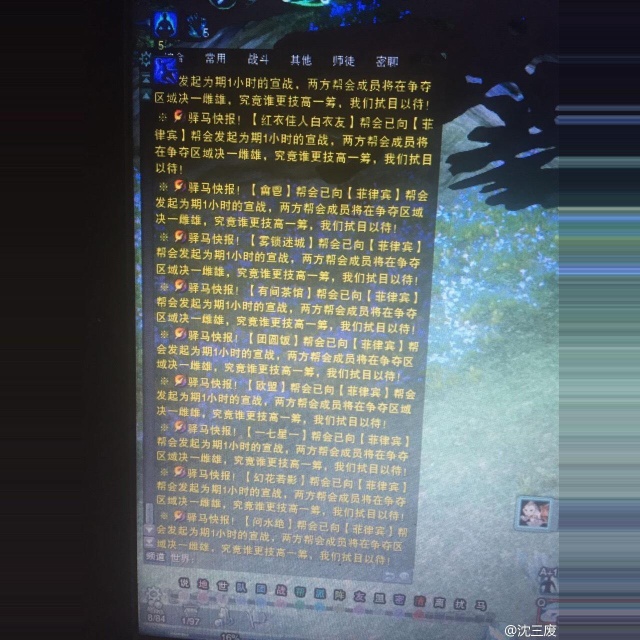 常用 战斗 其他 师徒 密聊
发起为期1小时的宣战，两方帮会成员将在争夺
区域决一雌雄，究竟谁更技高一筹，我们拭目以待！
※ 驿马快报！【红衣佳人白衣友】帮会已向【菲
律宾】帮会发起为期1小时的宣战，两方帮会成员将
在争夺区域决一雌雄，究竟谁更技高一筹，我们拭目
以待！
※ 驿马快报！【禽兽】帮会已向【菲律宾】帮会
发起为期1小时的宣战，两方帮会成员将在争夺区域
决一雌雄，究竟谁更技高一筹，我们拭目以待！
※ 驿马快报！【雾锁迷城】帮会已向【菲律宾】
帮会发起为期1小时的宣战，两方帮会成员将在争夺
区域决一雌雄，究竟谁更技高一筹，我们拭目以待！
※ 驿马快报！【有间茶馆】帮会已向【菲律宾】
帮会发起为期1小时的宣战，两方帮会成员将在争夺
区域决一雌雄，究竟谁更技高一筹，我们拭目以待！
※ 驿马快报！【团圆饭】帮会已向【菲律宾】帮
会发起为期1小时的宣战，两方帮会成员将在争夺区
域决一雌雄，究竟谁更技高一筹，我们拭目以待！
※ 驿马快报！【欧盟】帮会已向【菲律宾】帮会
发起为期1小时的宣战，两方帮会成员将在争夺区域
决一雌雄，究竟谁更技高一筹，我们拭目以待！
※ 驿马快报！【一七星一】帮会已向【菲律宾】
帮会发起为期1小时的宣战，两方帮会成员将在争夺
区域决一雌雄，究竟谁更技高一筹，我们拭目以待！
※ 驿马快报！【幻花若影】帮会已向【菲律宾】
帮会发起为期1小时的宣战，两方帮会成员将在争夺
区域决一雌雄，究竟谁更技高一筹，我们拭目以待！
※ 驿马快报！【问水绝】帮会已向【菲律宾】帮
会发起为期1小时的宣战，两方帮会成员将在争夺区
域决一雌雄，究竟谁更技高一筹，我们拭目以待！
频道 世界
@沈三废